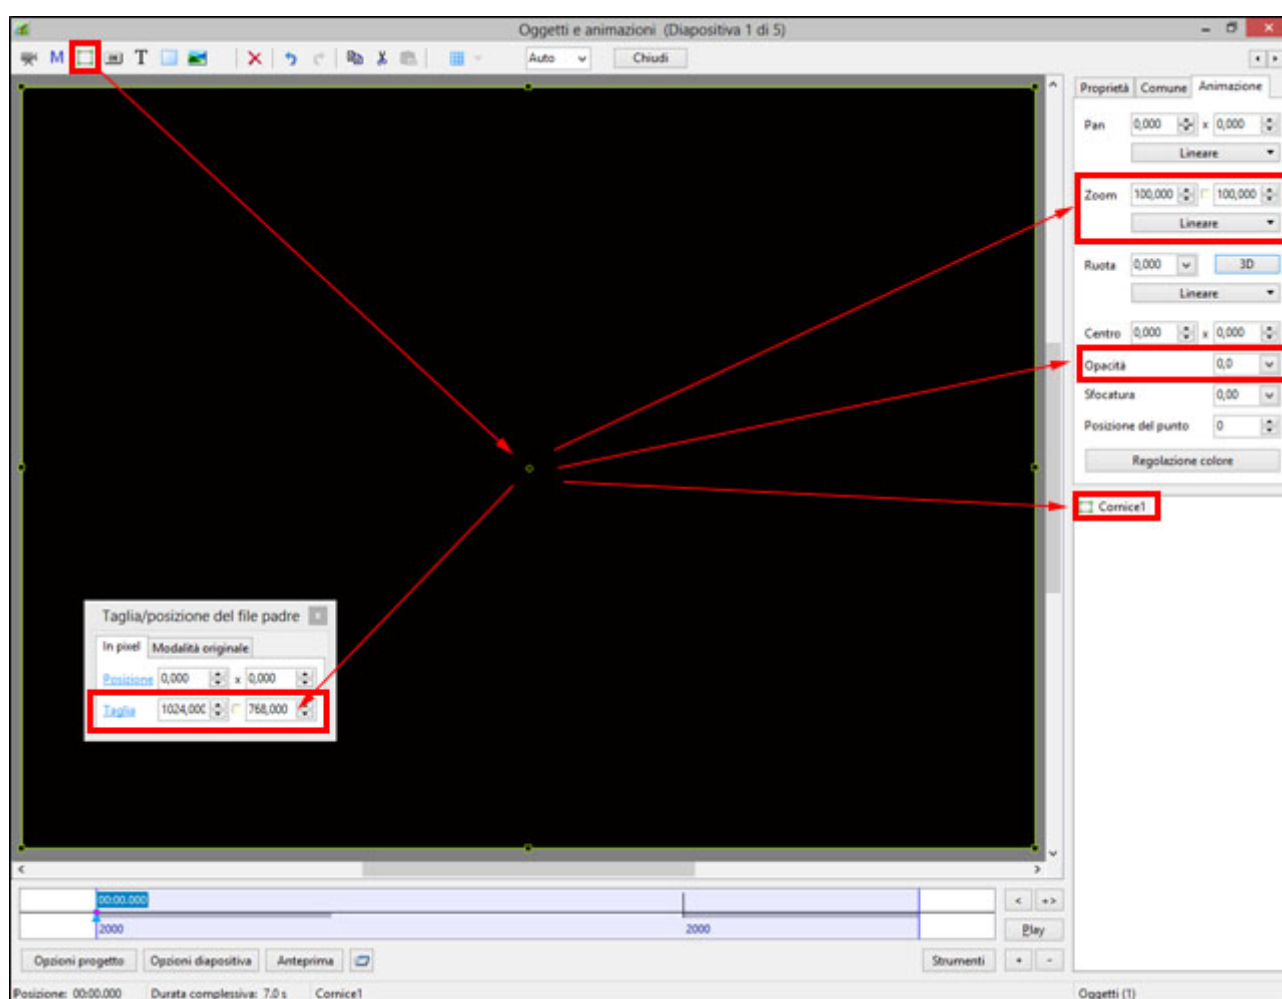 Oggetti e animazioni (Diapositiva 1 di 5)
M T Auto Chiudi
Proprietà Comune Animazione
Pan 0,000 x 0,000
Lineare
Zoom 100,000 100,000
Lineare
Ruota 0,000 3D
Lineare
Centro 0,000 x 0,000
Opacità 0,0
Sfocatura 0,00
Posizione del punto 0
Regolazione colore
Cornice1
Taglia/posizione del file padre x
In pixel Modalità originale
Posizione 0,000 x 0,000
Taglia 1024,000 768,000
00:00.000
2000 2000
Play
Opzioni progetto Opzioni diapositiva Anteprima Strumenti + -
Posizione: 00:00.000 Durata complessiva: 7.0 s Cornice1 Oggetti (1)